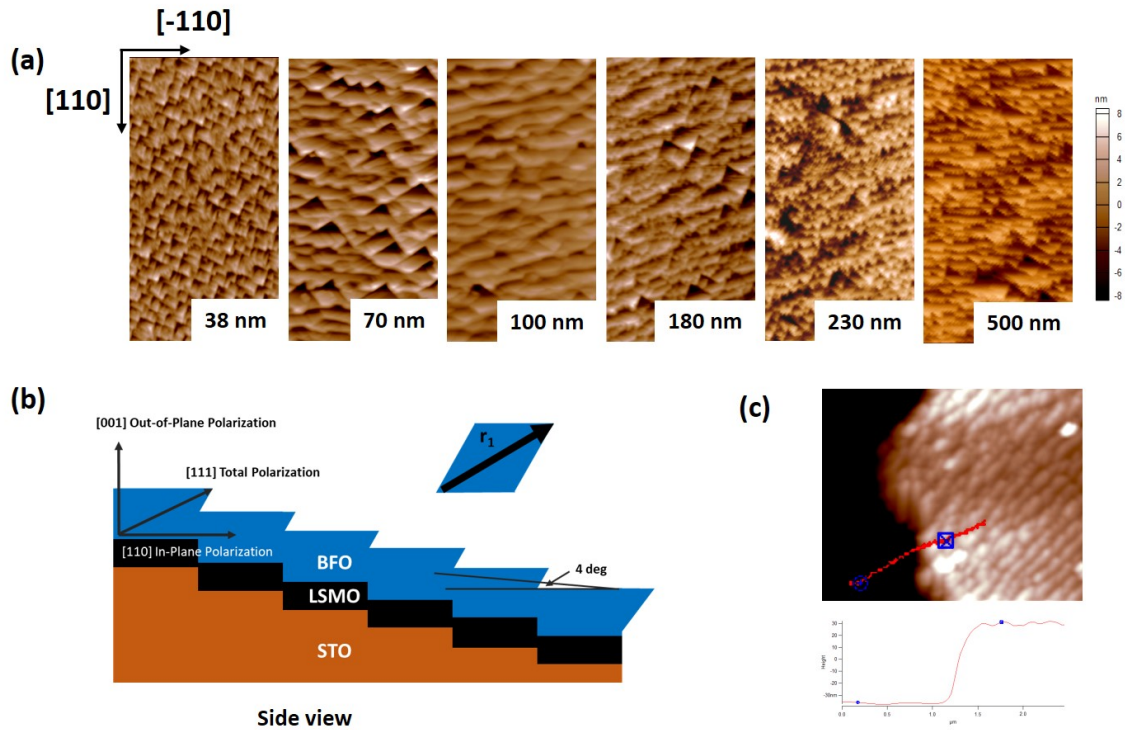 [-110]
(a)
[110]
38 nm
70 nm
100 nm
180 nm
230 nm
500 nm
nm
8
6
4
2
0
-2
-4
-6
-8
(b)
[001] Out-of-Plane Polarization
r1
[111] Total Polarization
[110] In-Plane Polarization
BFO
4 deg
LSMO
STO
Side view
(c)
30
20
10
0
-10
-20
-30nm
Height
0.0
0.5
1.0
1.5
2.0
µm